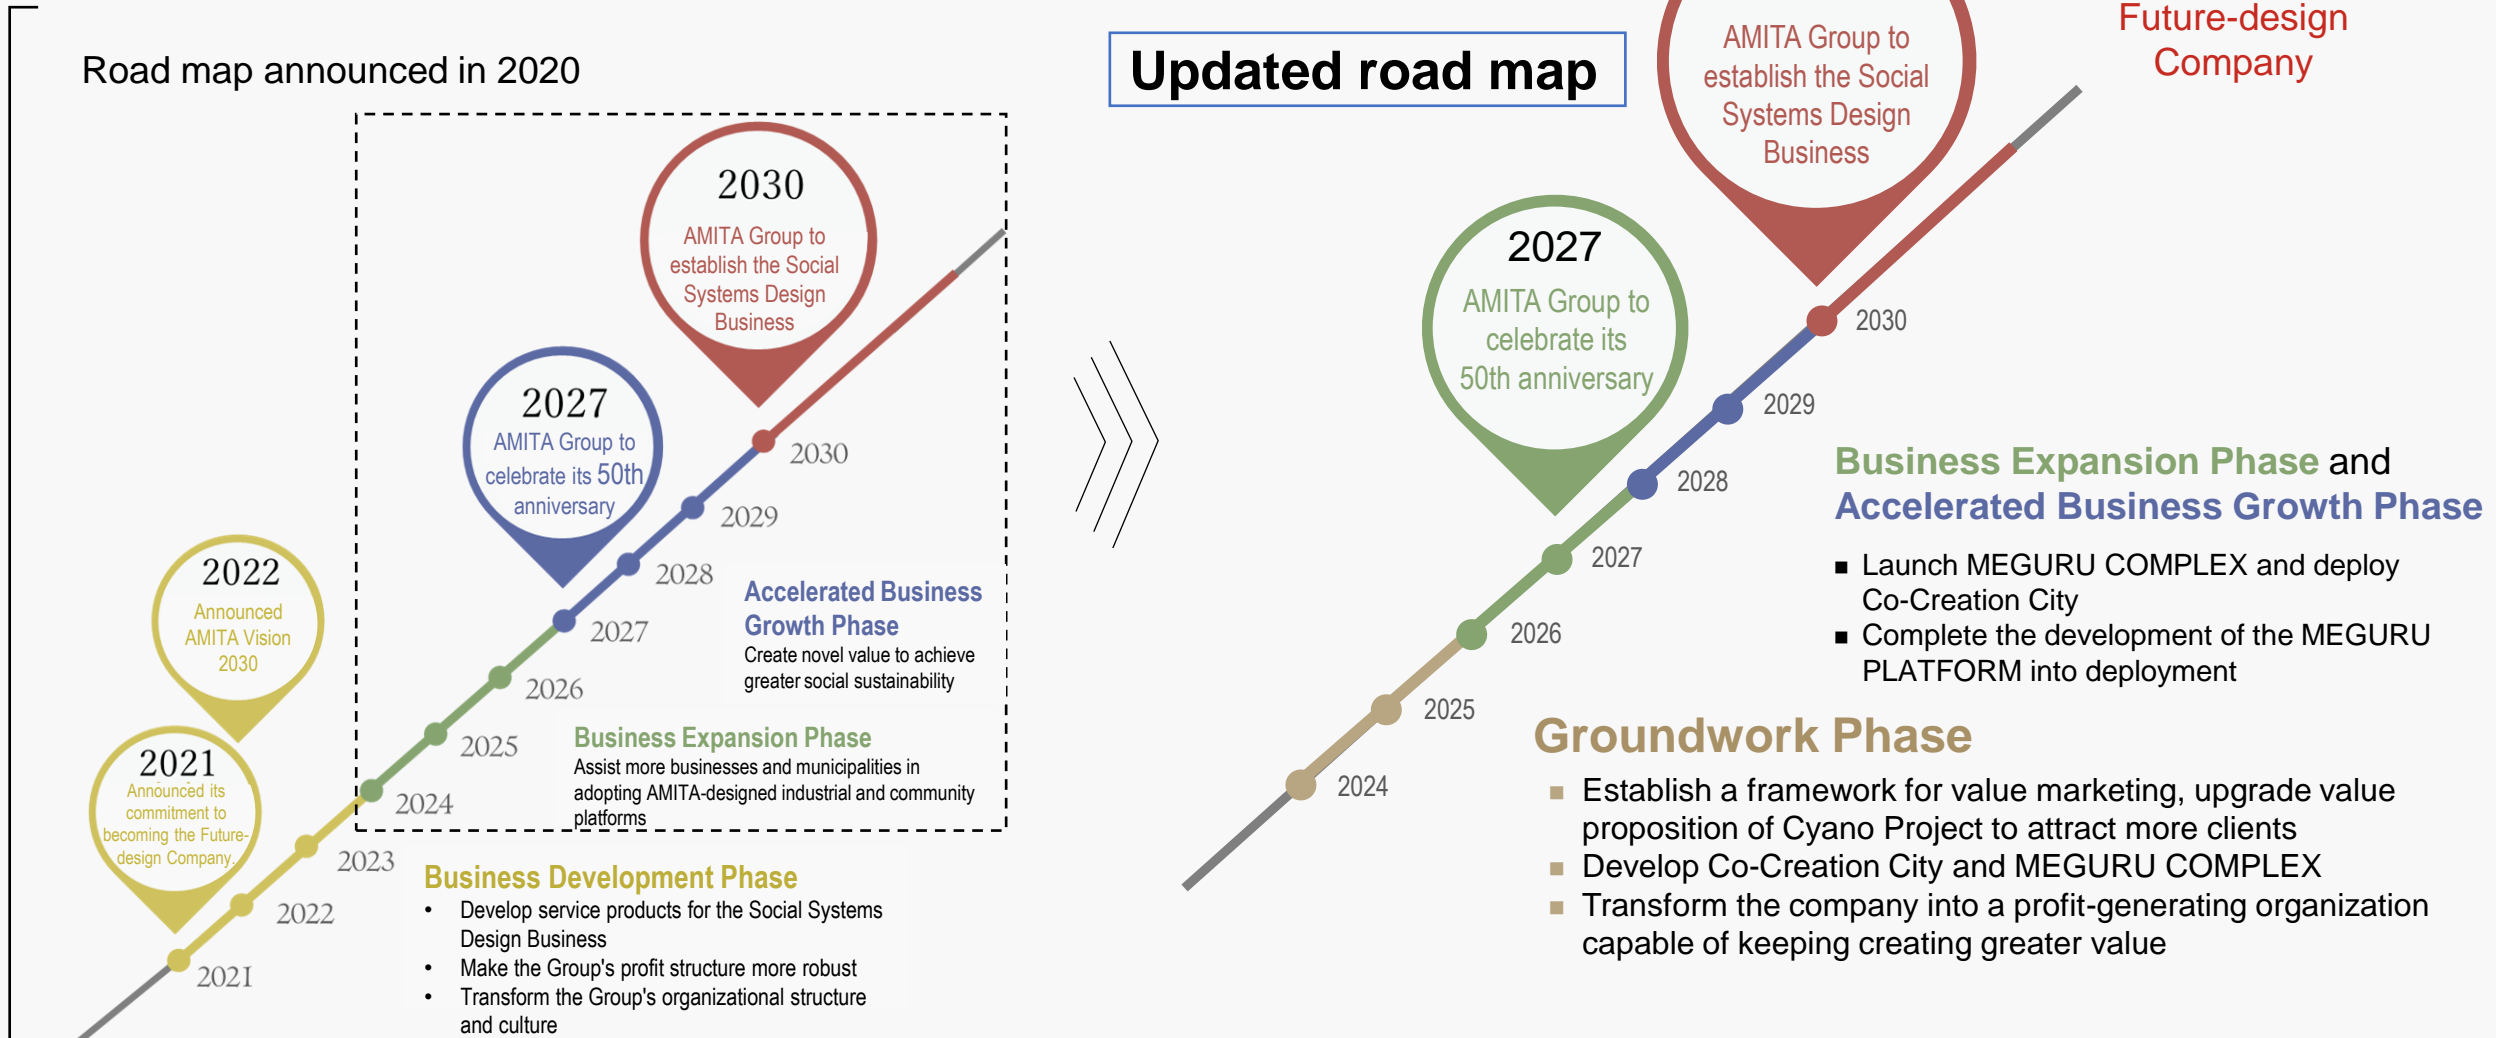 Road map announced in 2020
2030
AMITA Group to
establish the Social
Systems Design
Business
2027
AMITA Group to
celebrate its 50th
anniversary
2022
Announced
AMITA Vision
2030
2021
Announced its
commitment to
becoming the Future-
design Company.
2030
2029
2028
2027
2026
2025
2024
2023
2022
2021
Accelerated Business
Growth Phase
Create novel value to achieve
greater social sustainability
Business Expansion Phase
Assist more businesses and municipalities in
adopting AMITA-designed industrial and community
platforms
Business Development Phase
• Develop service products for the Social Systems
Design Business
• Make the Group's profit structure more robust
• Transform the Group's organizational structure
and culture
Updated road map
AMITA Group to
establish the Social
Systems Design
Business
Future-design
Company
2027
AMITA Group to
celebrate its
50th anniversary
2030
2029
2028
2027
2026
2025
2024
Business Expansion Phase and
Accelerated Business Growth Phase
■ Launch MEGURU COMPLEX and deploy
Co-Creation City
■ Complete the development of the MEGURU
PLATFORM into deployment
Groundwork Phase
■ Establish a framework for value marketing, upgrade value
proposition of Cyano Project to attract more clients
■ Develop Co-Creation City and MEGURU COMPLEX
■ Transform the company into a profit-generating organization
capable of keeping creating greater value